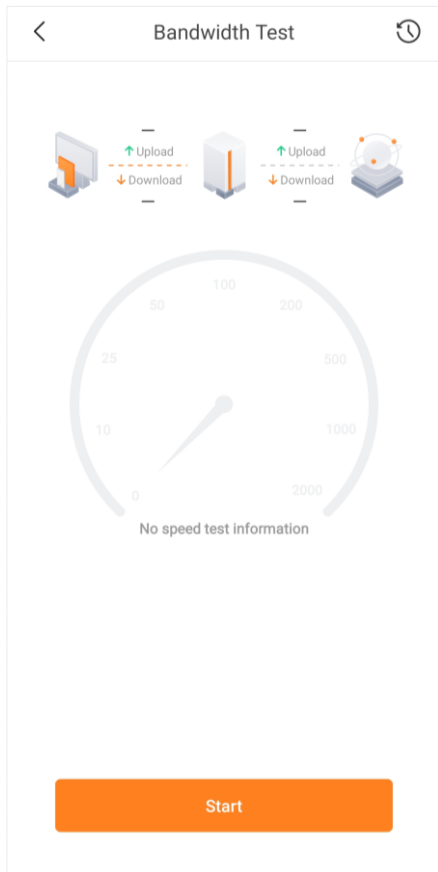 Bandwidth Test
—
—
↑ Upload
↑ Upload
↓ Download
↓ Download
—
—
100
50
200
25
500
10
1000
0
2000
No speed test information
Start